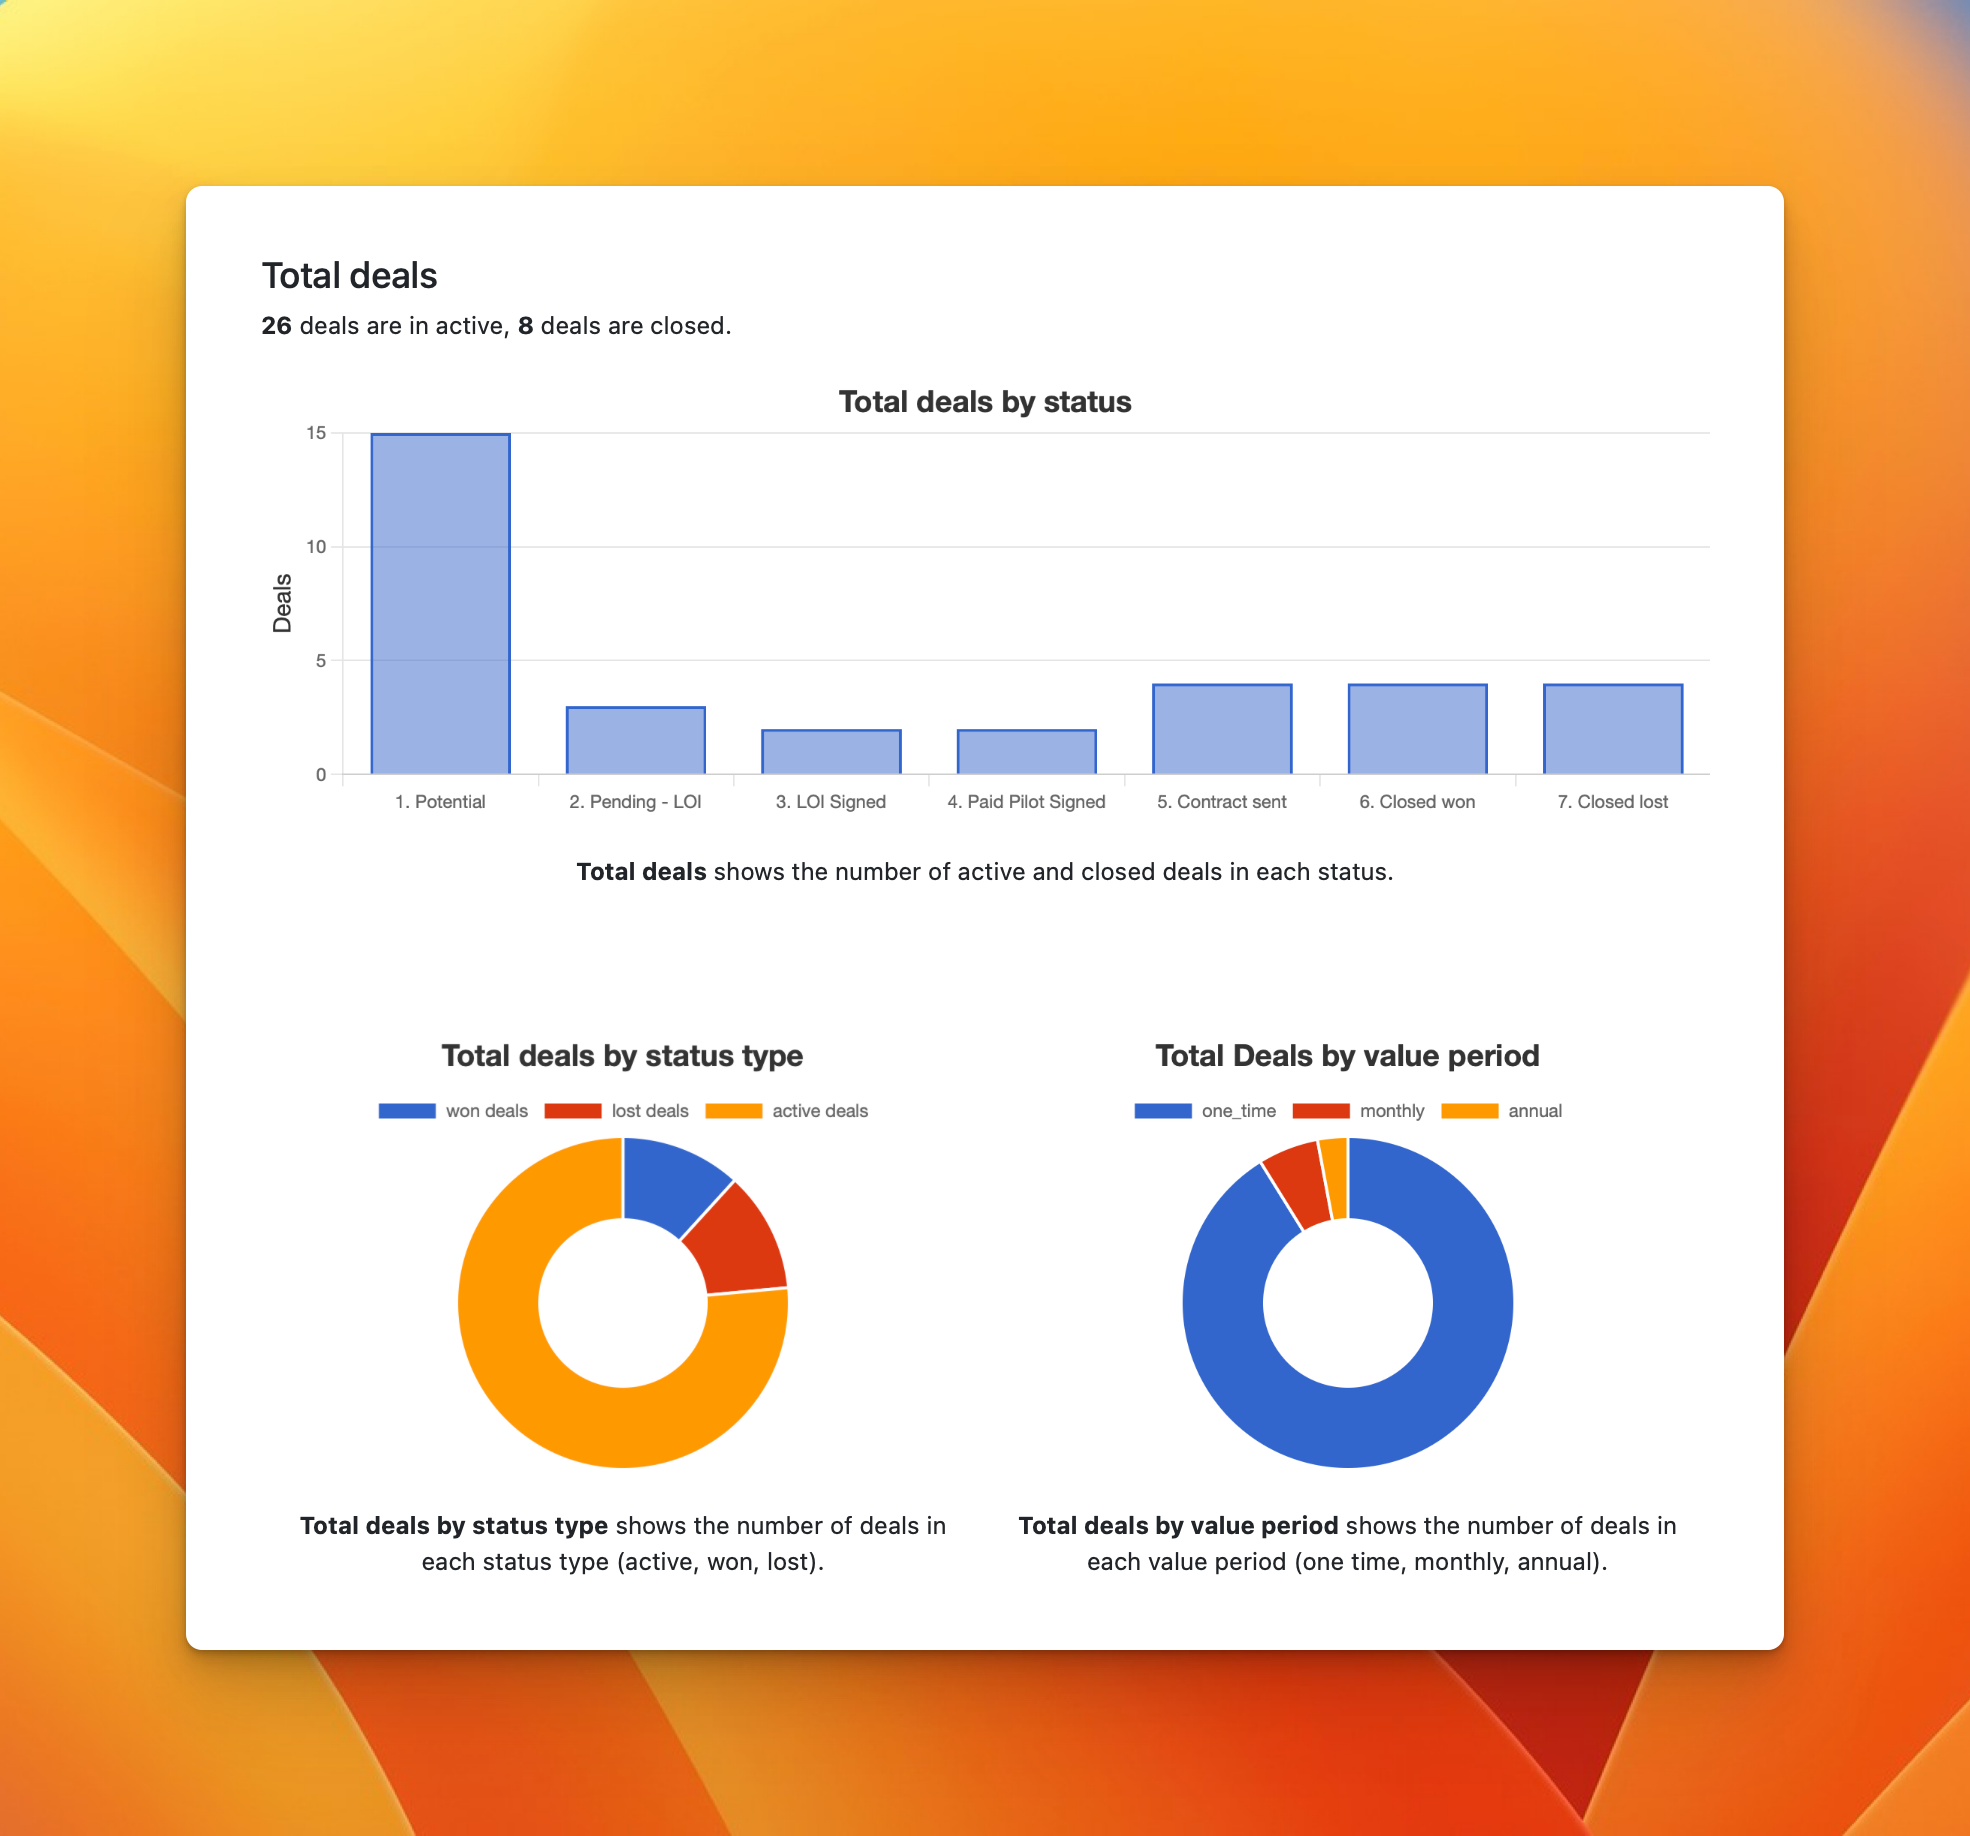 Total deals
26 deals are in active, 8 deals are closed.
Total deals by status
15
10
5
0
Deals
1. Potential
2. Pending - LOI
3. LOI Signed
4. Paid Pilot Signed
5. Contract sent
6. Closed won
7. Closed lost
Total deals shows the number of active and closed deals in each status.
Total deals by status type
won deals
lost deals
active deals
Total deals by status type shows the number of deals in
each status type (active, won, lost).
Total Deals by value period
one_time
monthly
annual
Total deals by value period shows the number of deals in
each value period (one time, monthly, annual).